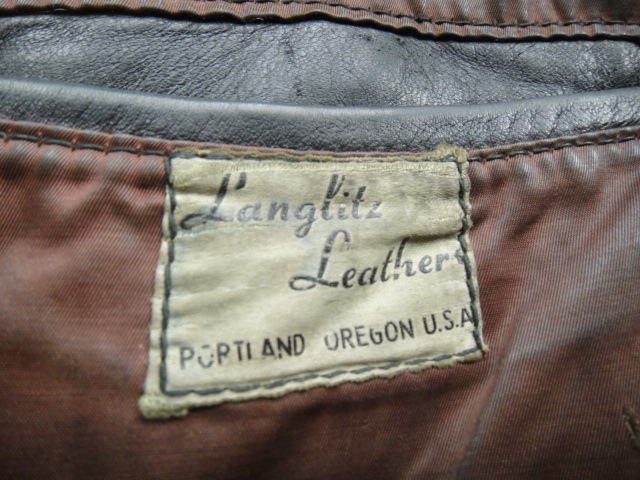 Langlitz
Leathers
PORTLAND OREGON U.S.A